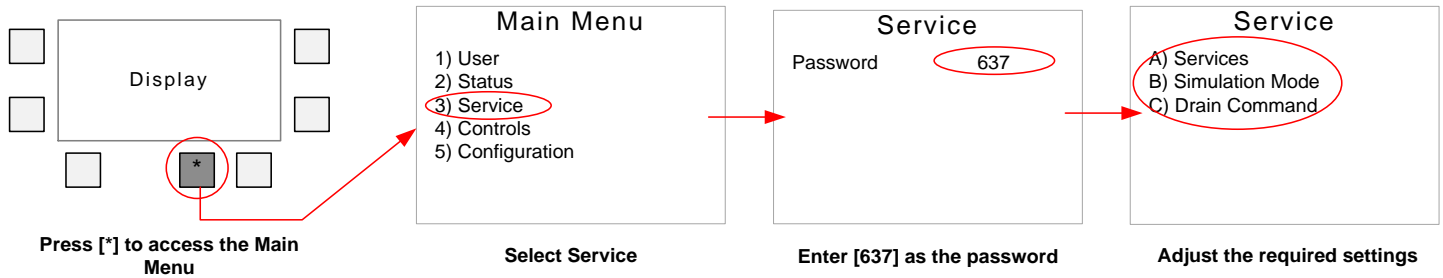 Display
*
Press [*] to access the Main
Menu
Main Menu
1) User
2) Status
3) Service
4) Controls
5) Configuration
Select Service
Service
Password 637
Enter [637] as the password
Service
A) Services
B) Simulation Mode
C) Drain Command
Adjust the required settings